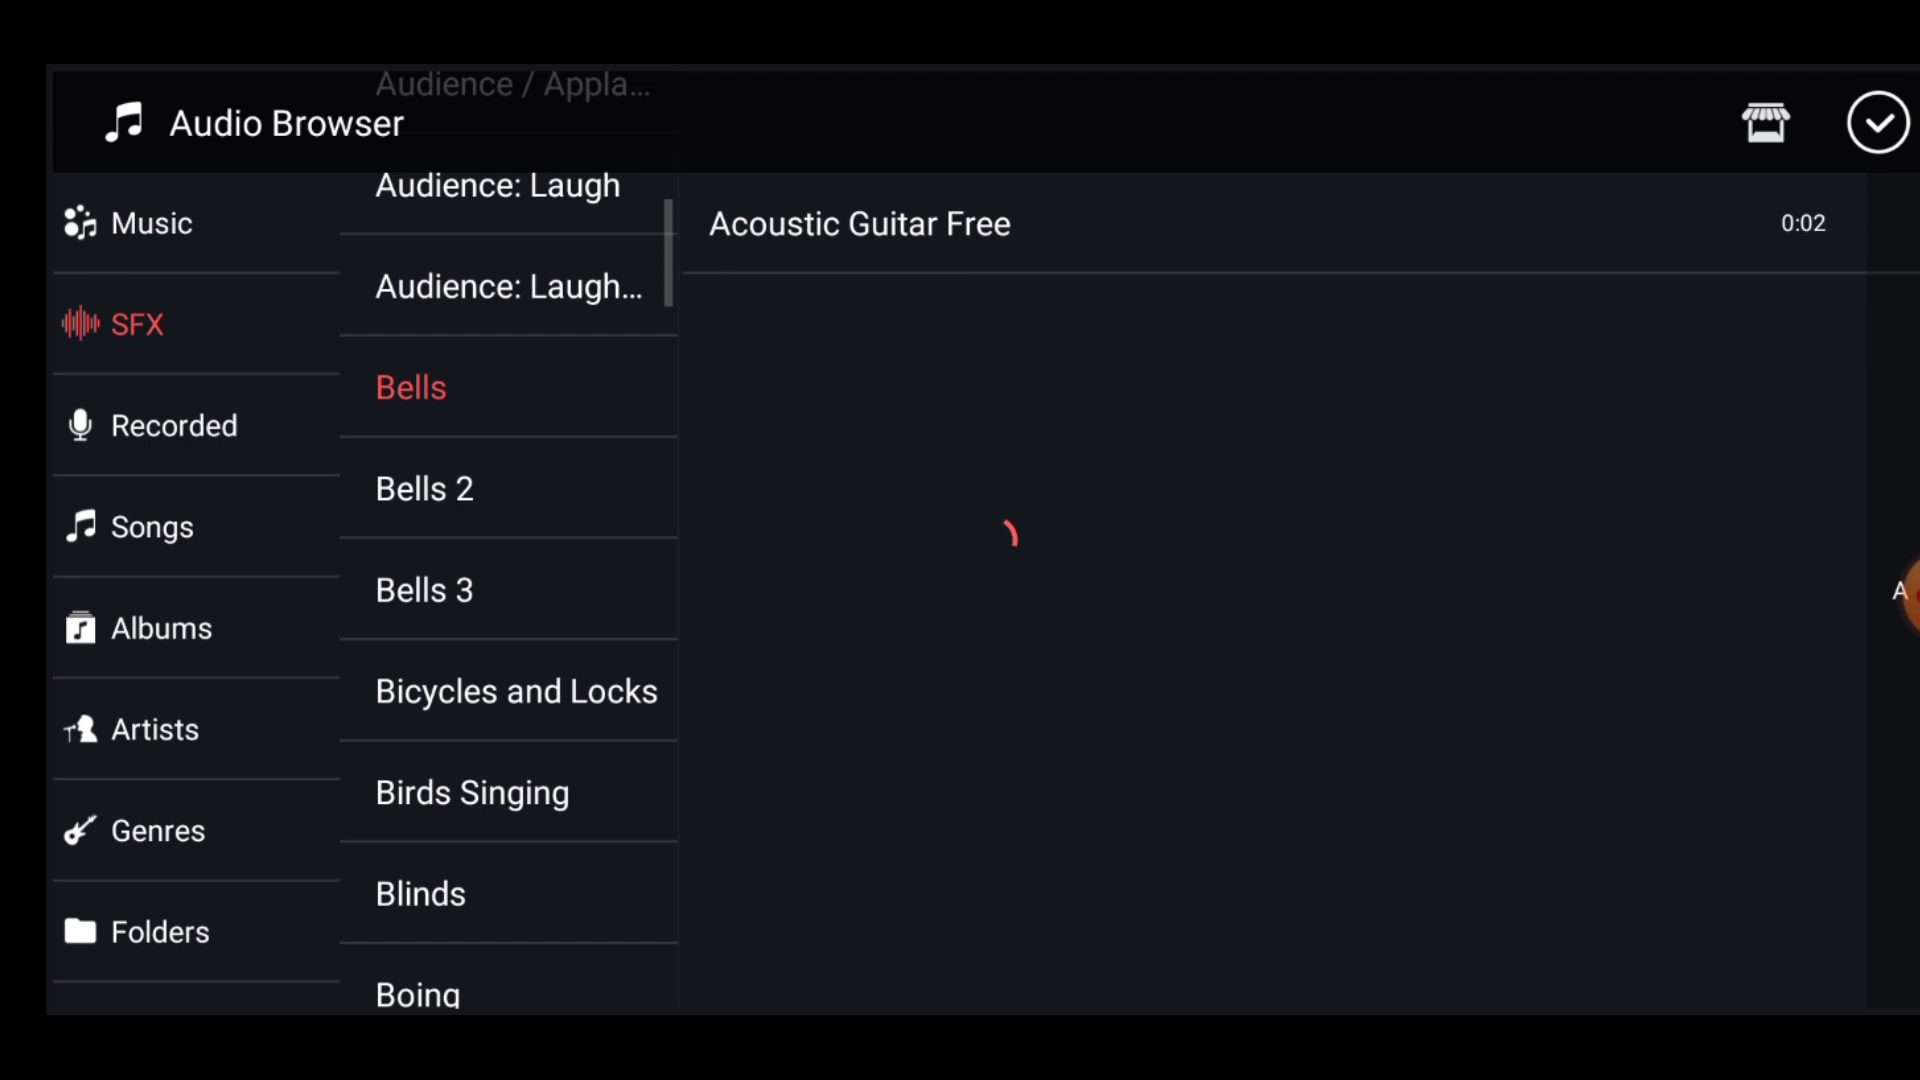 Audience / Appla...
Audio Browser
Music
SFX
Recorded
Songs
Albums
Artists
Genres
Folders
Audience: Laugh
Audience: Laugh...
Bells
Bells 2
Bells 3
Bicycles and Locks
Birds Singing
Blinds
Boing
Acoustic Guitar Free
0:02
A